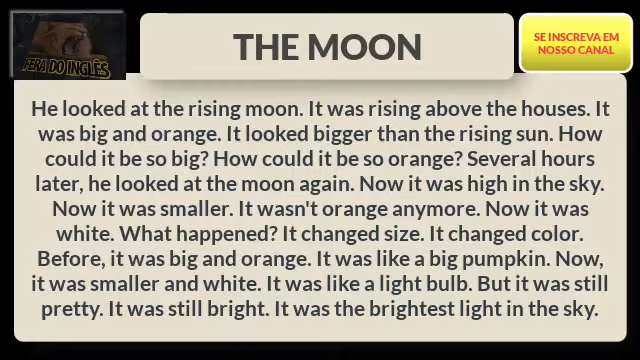 FERA DO INGLÊS
THE MOON
SE INSCREVA EM
NOSSO CANAL
He looked at the rising moon. It was rising above the houses. It
was big and orange. It looked bigger than the rising sun. How
could it be so big? How could it be so orange? Several hours
later, he looked at the moon again. Now it was high in the sky.
Now it was smaller. It wasn't orange anymore. Now it was
white. What happened? It changed size. It changed color.
Before, it was big and orange. It was like a big pumpkin. Now,
it was smaller and white. It was like a light bulb. But it was still
pretty. It was still bright. It was the brightest light in the sky.